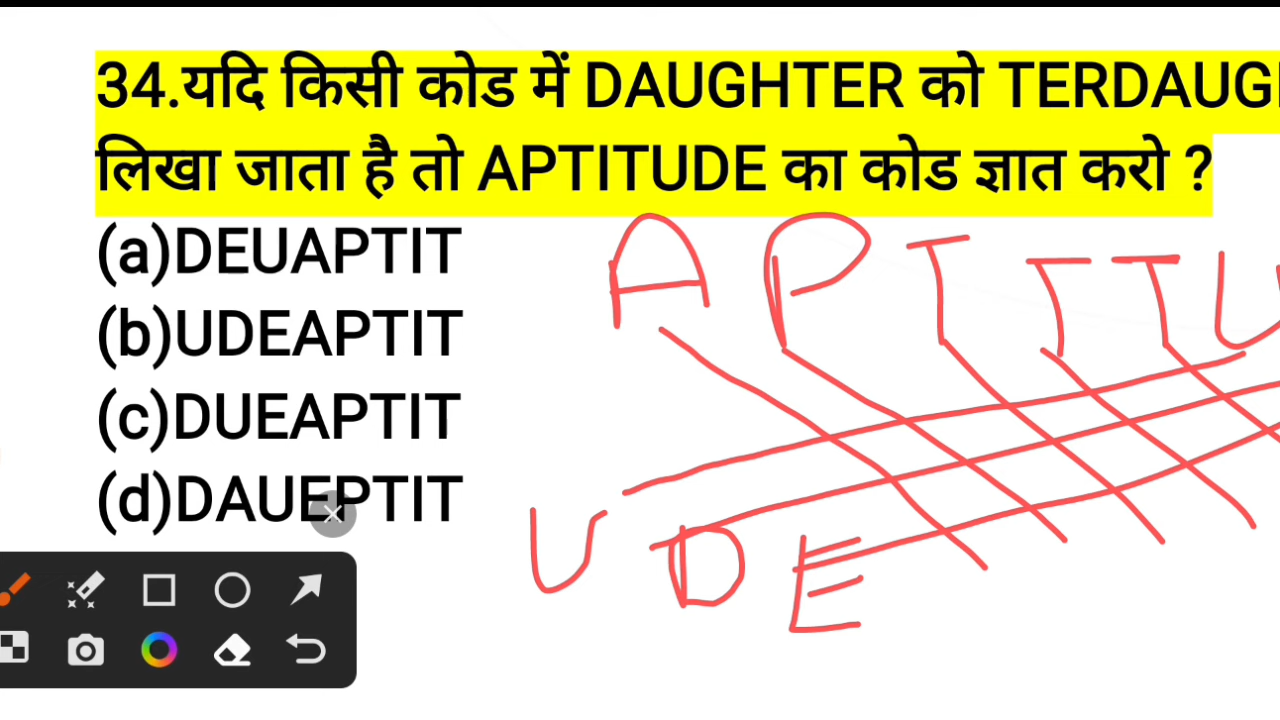 34.यदि किसी कोड में DAUGHTER को TERDAUG
लिखा जाता है तो APTITUDE का कोड ज्ञात करो ?
(a)DEUAPTIT
(b)UDEAPTIT
(c)DUEAPTIT
(d)DAUEPTIT
A P T I T U
U D E